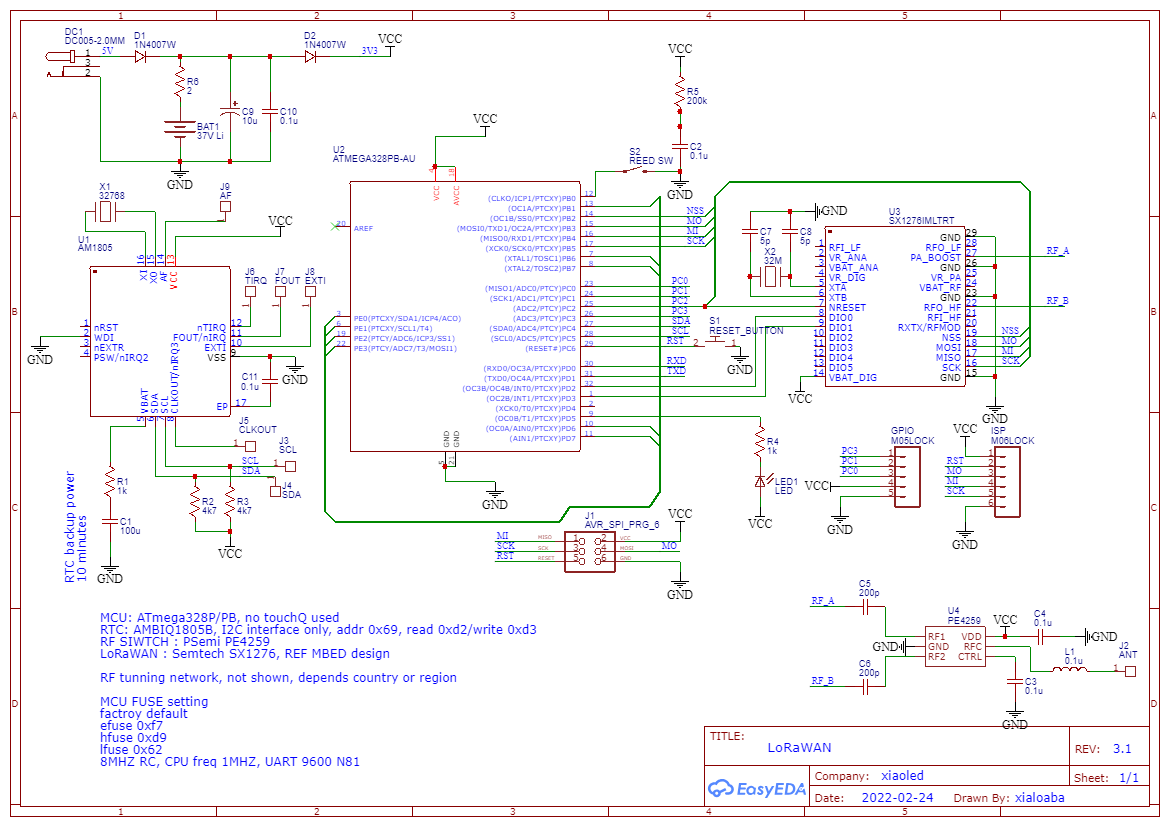 1 2 3 4 5
A
B
C
D
A
B
C
D
DC1
DC005-2.0MM
1
3
2
5V
D1
1N4007W
D2
1N4007W
3V3
VCC
R6
2
BAT1
37V Li
C9
10u
C10
0.1u
GND
X1
32768
J9
AF
VCC
U1
AM1805
16 15 14 13
XI XO AF VCC
J6
TIRQ
J7
FOUT
J8
EXTI
1 nRST
2 WDI
3 nEXTR
4 PSW/nIRQ2
nTIRQ 12
FOUT/nIRQ 11
EXTI 10
VSS 9
EP 17
VBAT
SDA
SCL
CLKOUT/nIRQ3
5 6 7 8
GND
GND
C11
0.1u
J5
CLKOUT
1
J3
SCL
1
SCL
SDA
J4
SDA
R1
1k
C1
100u
GND
R2
4k7
R3
4k7
VCC
RTC backup power
10 minutes
U2
ATMEGA328PB-AU
VCC
4 18
VCC AVCC
20 AREF
3 PE0(PTCXY/SDA1/ICP4/ACO)
6 PE1(PTCXY/SCL1/T4)
19 PE2(PTCXY/ADC6/ICP3/SS1)
22 PE3(PTCY/ADC7/T3/MOSI1)
(CLKO/ICP1/PTCXY)PB0 12
(OC1A/PTCXY)PB1 13
(OC1B/SS0/PTCXY)PB2 14
(MOSI0/TXD1/OC2A/PTCXY)PB3 15
(MISO0/RXD1/PTCXY)PB4 16
(XCK0/SCK0/PTCXY)PB5 17
(XTAL1/TOSC1)PB6 7
(XTAL2/TOSC2)PB7 8
(MISO1/ADC0/PTCXY)PC0 23
(SCK1/ADC1/PTCXY)PC1 24
(ADC2/PTCXY)PC2 25
(ADC3/PTCXY)PC3 26
(SDA0/ADC4/PTCXY)PC4 27
(SCL0/ADC5/PTCXY)PC5 28
(RESET#)PC6 29
(RXD0/OC3A/PTCXY)PD0 30
(TXD0/OC4A/PTCXY)PD1 31
(OC3B/OC4B/INT0/PTCXY)PD2 32
(OC2B/INT1/PTCXY)PD3 1
(XCK0/T0/PTCXY)PD4 2
(OC0B/T1/PTCXY)PD5 9
(OC0A/AIN0/PTCXY)PD6 10
(AIN1/PTCXY)PD7 11
GND GND
5 21
GND
NSS
MO
MI
SCK
PC0
PC1
PC2
PC3
SDA
SCL
RST
RXD
TXD
VCC
R5
200k
S2
REED SW
C2
0.1u
GND
S1
RESET_BUTTON
2 1
GND
R4
1k
LED1
LED
VCC
C7
5p
C8
5p
GND
X2
32M
U3
SX1276IMLTRT
1 RFI_LF
2 VR_ANA
3 VBAT_ANA
4 VR_DIG
5 XTA
6 XTB
7 NRESET
8 DIO0
9 DIO1
10 DIO2
11 DIO3
12 DIO4
13 DIO5
14 VBAT_DIG
GND 29
RFO_LF 28
PA_BOOST 27
GND 26
VR_PA 25
VBAT_RF 24
GND 23
RFO_HF 22
RFI_HF 21
RXTX/RFMOD 20
NSS 19
MOSI 18
MISO 17
SCK 16
GND 15
RF_A
RF_B
NSS
MO
MI
SCK
VCC
GND
GPIO
M05LOCK
PC3 1
PC1 2
PC0 3
VCC 4
5
GND
VCC
ISP
M06LOCK
1
RST 2
MO 3
MI 4
SCK 5
6
GND
J1
AVR_SPI_PRG_6
MI MISO 1 2 VCC
SCK SCK 3 4 MOSI MO
RST RESET 5 6 GND
VCC
GND
C5
200p
RF_A
C6
200p
RF_B
GND
U4
PE4259
RF1 VDD
GND RFC
RF2 CTRL
VCC
C4
0.1u
GND
L1
0.1u
J2
ANT
1
C3
0.1u
GND
MCU: ATmega328P/PB, no touchQ used
RTC: AMBIQ1805B, I2C interface only, addr 0x69, read 0xd2/write 0xd3
RF SIWTCH : PSemi PE4259
LoRaWAN : Semtech SX1276, REF MBED design
RF tunning network, not shown, depends country or region
MCU FUSE setting
factroy default
efuse 0xf7
hfuse 0xd9
lfuse 0x62
8MHZ RC, CPU freq 1MHZ, UART 9600 N81
TITLE:
LoRaWAN
REV: 3.1
EasyEDA
Company: xiaoled
Sheet: 1/1
Date: 2022-02-24 Drawn By: xialoaba
1 2 3 4 5